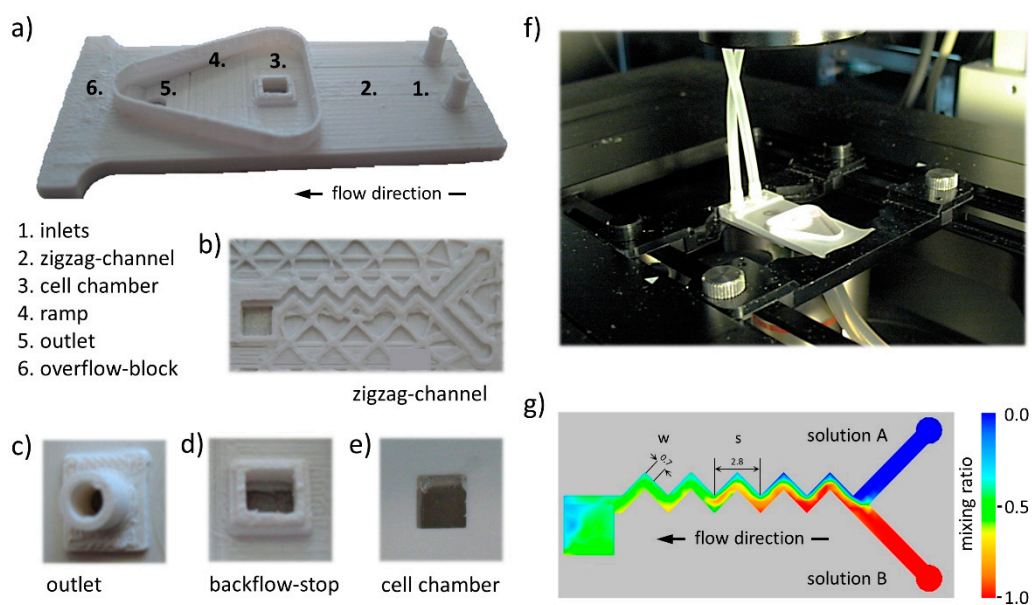 a)
1.
2.
3.
4.
5.
6.
← flow direction —
1. inlets
2. zigzag-channel
3. cell chamber
4. ramp
5. outlet
6. overflow-block
b)
zigzag-channel
c)
outlet
d)
backflow-stop
e)
cell chamber
f)
g)
solution A
w
s
0.7
2.8
← flow direction —
solution B
mixing ratio
0.0
0.5
1.0